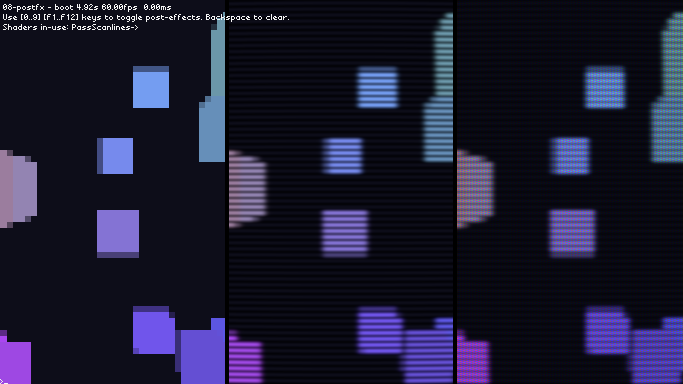 08-postfx - boot 4.92s 60.00fps 0.00ms
Use [0..9] [F1..F12] keys to toggle post-effects. Backspace to clear.
Shaders in-use: PassScanlines->